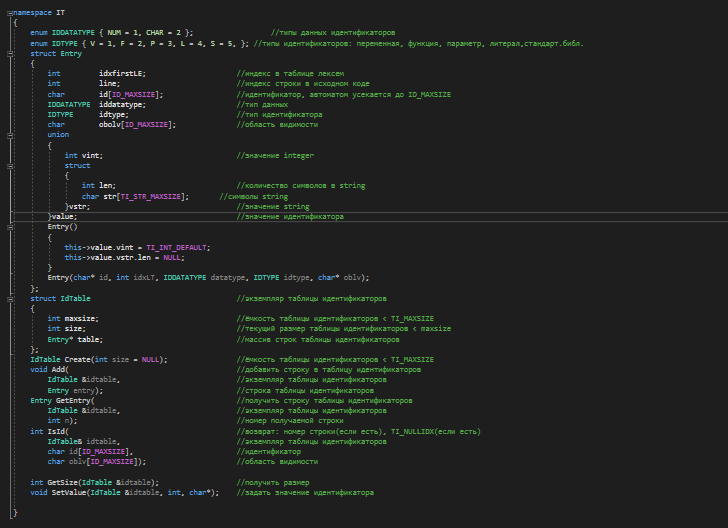 namespace IT
{
enum IDDATATYPE { NUM = 1, CHAR = 2 }; //типы данных идентификаторов
enum IDTYPE { V = 1, F = 2, P = 3, L = 4, S = 5, }; //типы идентификаторов: переменная, функция, параметр, литерал,стандарт.библ.
struct Entry
{
int idxfirstLE; //индекс в таблице лексем
int line; //индекс строки в исходном коде
char id[ID_MAXSIZE]; //идентификатор, автоматом усекается до ID_MAXSIZE
IDDATATYPE iddatatype; //тип данных
IDTYPE idtype; //тип идентификатора
char obolv[ID_MAXSIZE]; //область видимости
union
{
int vint; //значение integer
struct
{
int len; //количество символов в string
char str[TI_STR_MAXSIZE]; //символы string
}vstr; //значение string
}value; //значение идентификатора
Entry()
{
this->value.vint = TI_INT_DEFAULT;
this->value.vstr.len = NULL;
}
Entry(char* id, int idxLT, IDDATATYPE datatype, IDTYPE idtype, char* oblv);
};
struct IdTable //экземпляр таблицы идентификаторов
{
int maxsize; //ёмкость таблицы идентификаторов < TI_MAXSIZE
int size; //текущий размер таблицы идентификаторов < maxsize
Entry* table; //массив строк таблицы идентификаторов
};
IdTable Create(int size = NULL); //ёмкость таблицы идентификаторов < TI_MAXSIZE
void Add( //добавить строку в таблицу идентификаторов
IdTable &idtable, //экземпляр таблицы идентификаторов
Entry entry); //строка таблицы идентификаторов
Entry GetEntry( //получить строку таблицы идентификаторов
IdTable &idtable, //экземпляр таблицы идентификаторов
int n); //номер получаемой строки
int IsId( //возврат: номер строки(если есть), TI_NULLIDX(если есть)
IdTable& idtable, //экземпляр таблицы идентификаторов
char id[ID_MAXSIZE], //идентификатор
char oblv[ID_MAXSIZE]); //область видимости
int GetSize(IdTable &idtable); //получить размер
void SetValue(IdTable &idtable, int, char*); //задать значение идентификатора
}